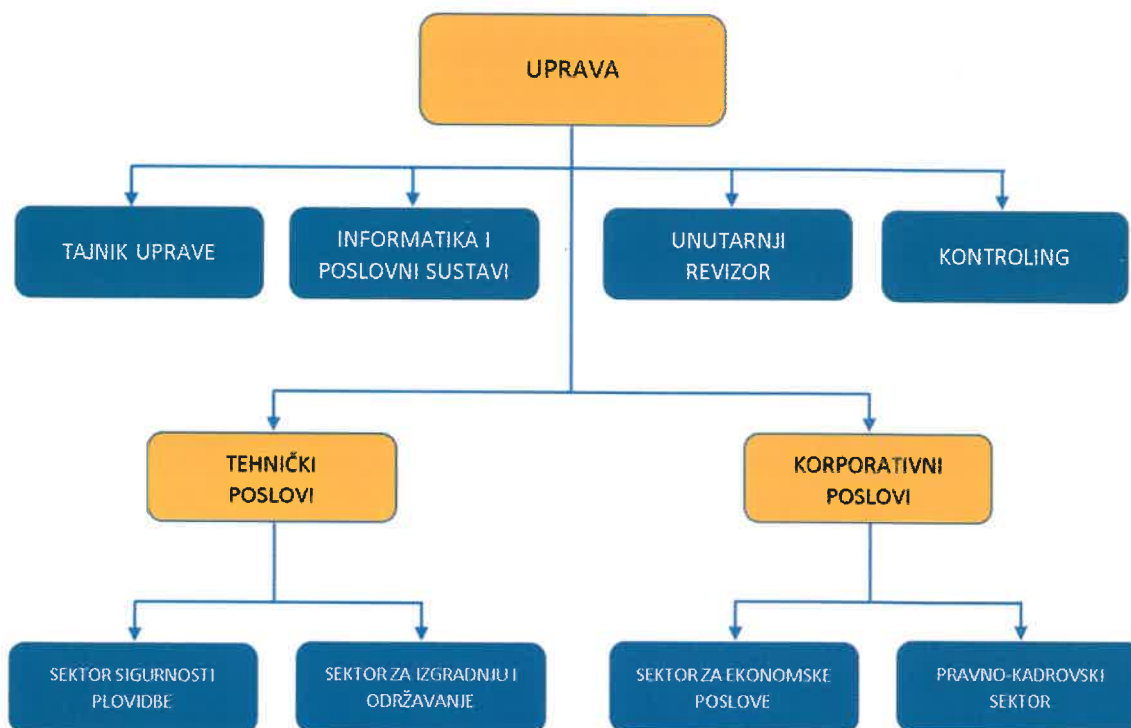 UPRAVA
TAJNIK UPRAVE
INFORMATIKA I
POSLOVNI SUSTAVI
UNUTARNJI
REVIZOR
KONTROLING
TEHNIČKI
POSLOVI
KORPORATIVNI
POSLOVI
SEKTOR SIGURNOSTI
PLOVIDBE
SEKTOR ZA IZGRADNJU I
ODRŽAVANJE
SEKTOR ZA EKONOMSKE
POSLOVE
PRAVNO-KADROVSKI
SEKTOR